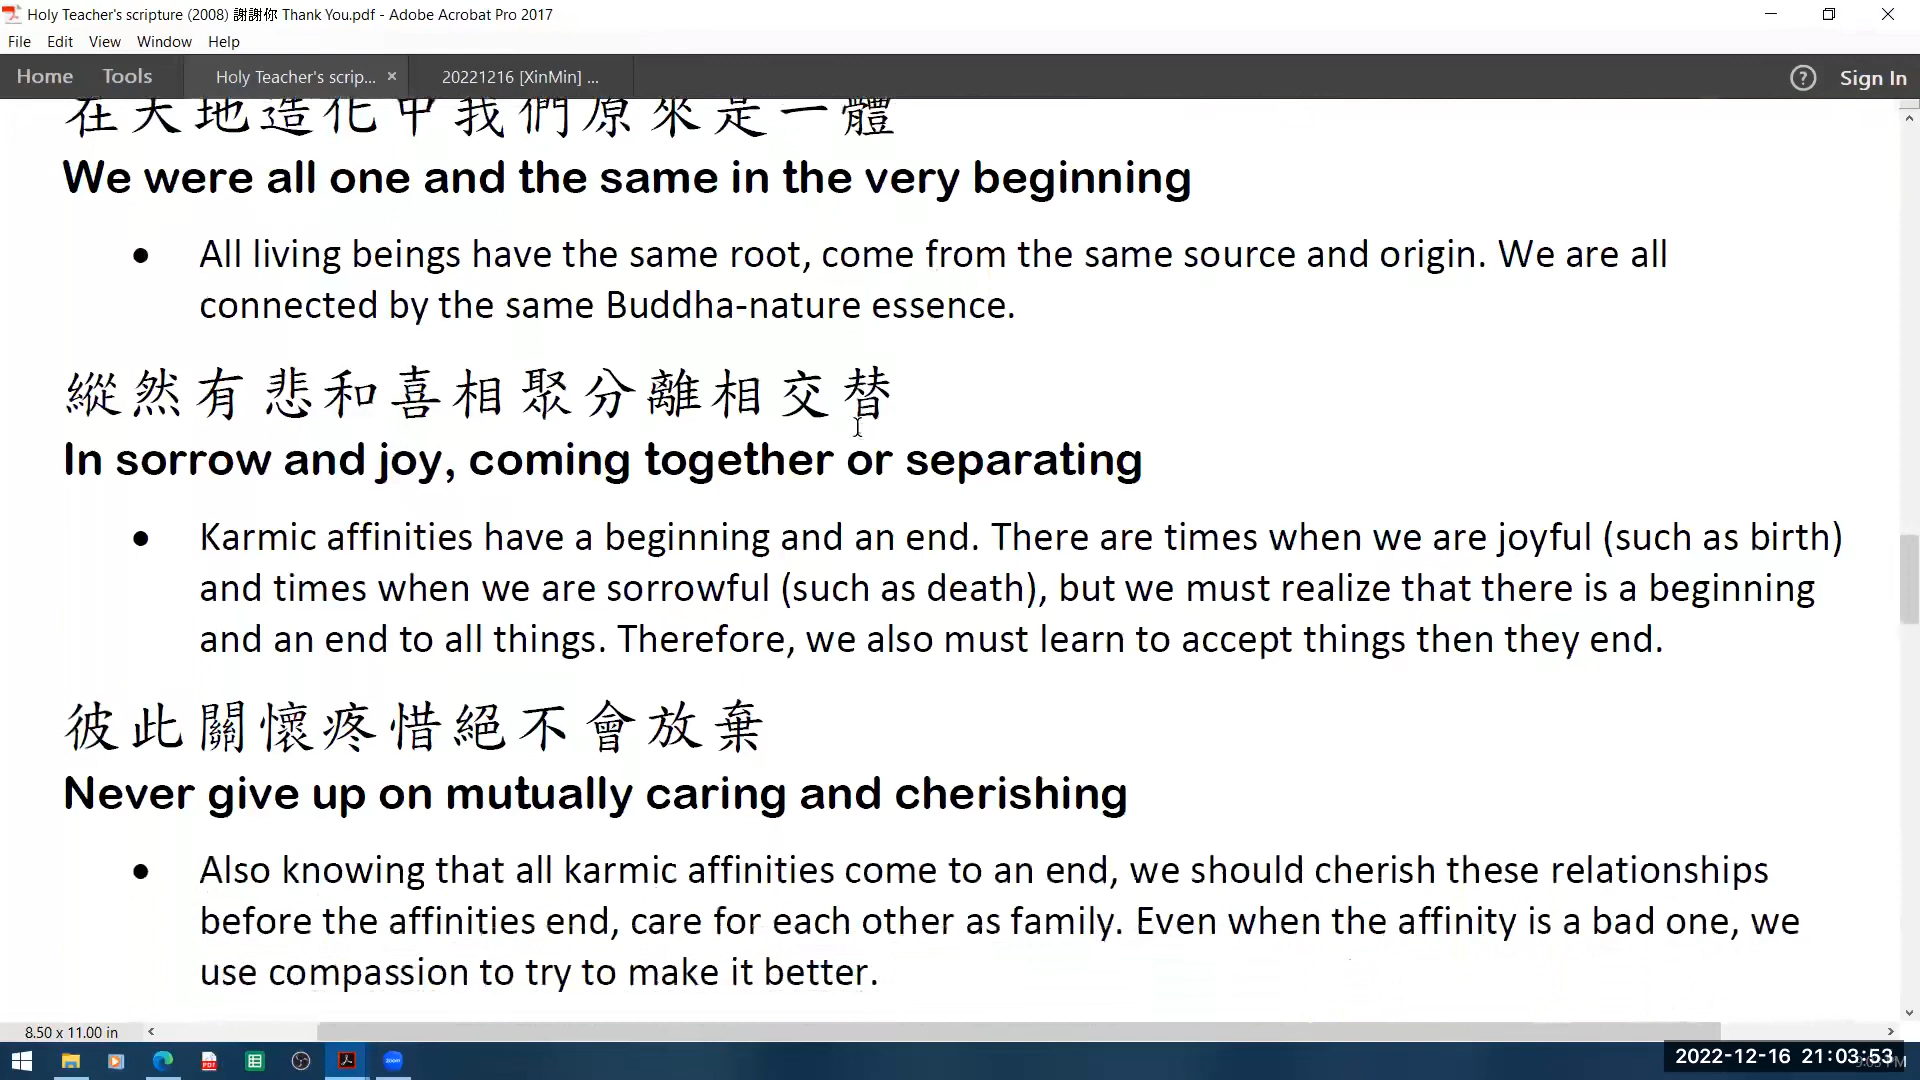 Holy Teacher's scripture (2008) 謝謝你 Thank You.pdf - Adobe Acrobat Pro 2017
File Edit View Window Help
Home Tools Holy Teacher's scrip... × 20221216 [XinMin] ... ? Sign In
在天地造化中我們原來是一體
We were all one and the same in the very beginning
• All living beings have the same root, come from the same source and origin. We are all
connected by the same Buddha-nature essence.
縱然有悲和喜相聚分離相交替
In sorrow and joy, coming together or separating
• Karmic affinities have a beginning and an end. There are times when we are joyful (such as birth)
and times when we are sorrowful (such as death), but we must realize that there is a beginning
and an end to all things. Therefore, we also must learn to accept things then they end.
彼此關懷疼惜絕不會放棄
Never give up on mutually caring and cherishing
• Also knowing that all karmic affinities come to an end, we should cherish these relationships
before the affinities end, care for each other as family. Even when the affinity is a bad one, we
use compassion to try to make it better.
8.50 x 11.00 in
PDF zoom
2022-12-16 21:03:53